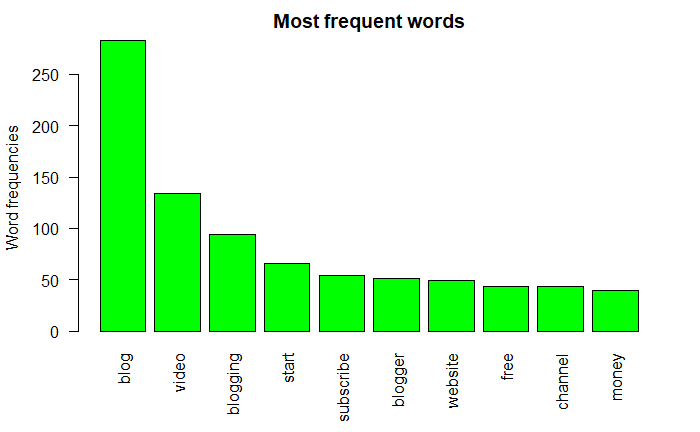 Most frequent words
Word frequencies
250
200
150
100
50
0
blog
video
blogging
start
subscribe
blogger
website
free
channel
money